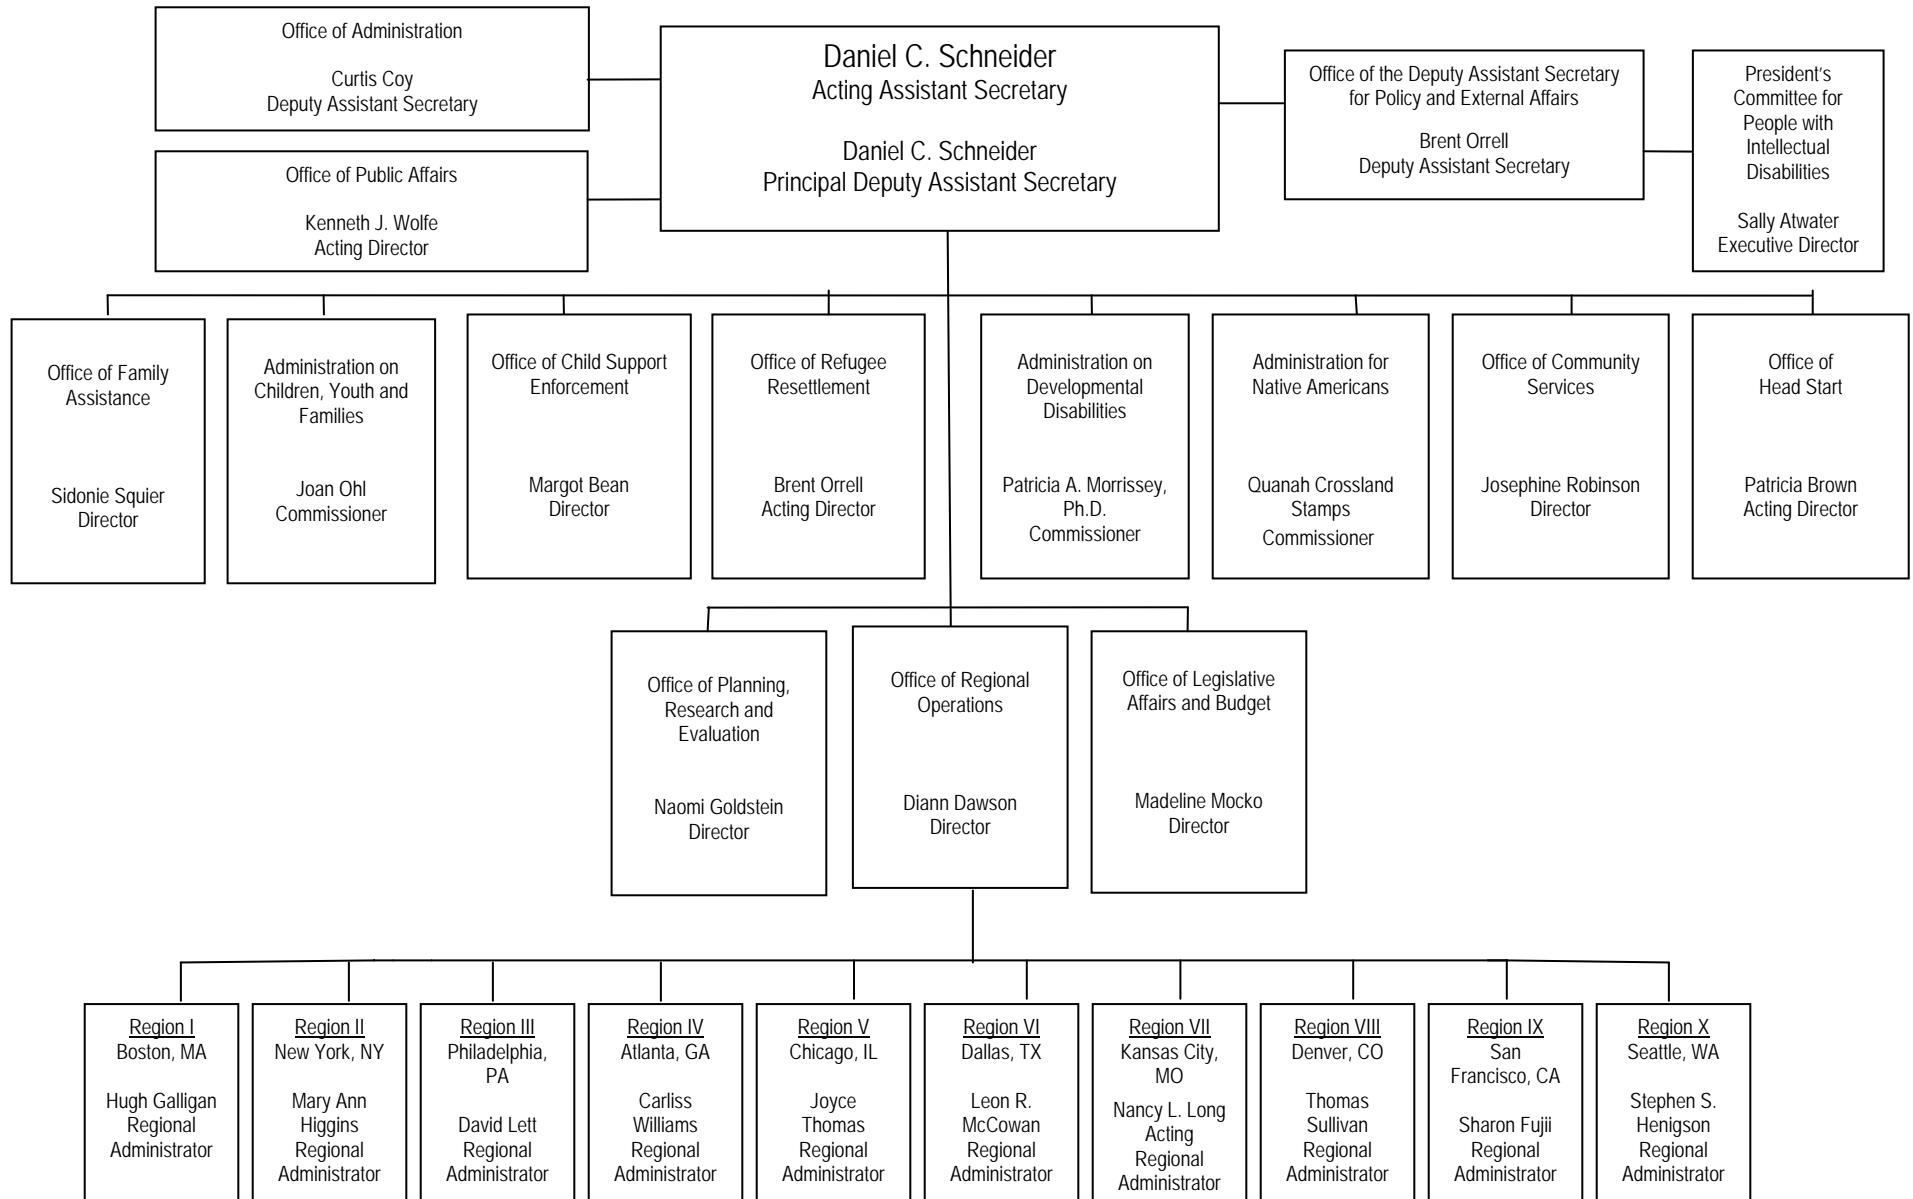 Office of Administration
Curtis Coy
Deputy Assistant Secretary
Office of Public Affairs
Kenneth J. Wolfe
Acting Director
Daniel C. Schneider
Acting Assistant Secretary
Daniel C. Schneider
Principal Deputy Assistant Secretary
Office of the Deputy Assistant Secretary
for Policy and External Affairs
Brent Orrell
Deputy Assistant Secretary
President's
Committee for
People with
Intellectual
Disabilities
Sally Atwater
Executive Director
Office of Family
Assistance
Sidonie Squier
Director
Administration on
Children, Youth and
Families
Joan Ohl
Commissioner
Office of Child Support
Enforcement
Margot Bean
Director
Office of Refugee
Resettlement
Brent Orrell
Acting Director
Administration on
Developmental
Disabilities
Patricia A. Morrissey,
Ph.D.
Commissioner
Administration for
Native Americans
Quanah Crossland
Stamps
Commissioner
Office of Community
Services
Josephine Robinson
Director
Office of
Head Start
Patricia Brown
Acting Director
Office of Planning,
Research and
Evaluation
Naomi Goldstein
Director
Office of Regional
Operations
Diann Dawson
Director
Office of Legislative
Affairs and Budget
Madeline Mocko
Director
Region I
Boston, MA
Hugh Galligan
Regional
Administrator
Region II
New York, NY
Mary Ann
Higgins
Regional
Administrator
Region III
Philadelphia,
PA
David Lett
Regional
Administrator
Region IV
Atlanta, GA
Carliss
Williams
Regional
Administrator
Region V
Chicago, IL
Joyce
Thomas
Regional
Administrator
Region VI
Dallas, TX
Leon R.
McCowan
Regional
Administrator
Region VII
Kansas City,
MO
Nancy L. Long
Acting
Regional
Administrator
Region VIII
Denver, CO
Thomas
Sullivan
Regional
Administrator
Region IX
San
Francisco, CA
Sharon Fujii
Regional
Administrator
Region X
Seattle, WA
Stephen S.
Henigson
Regional
Administrator